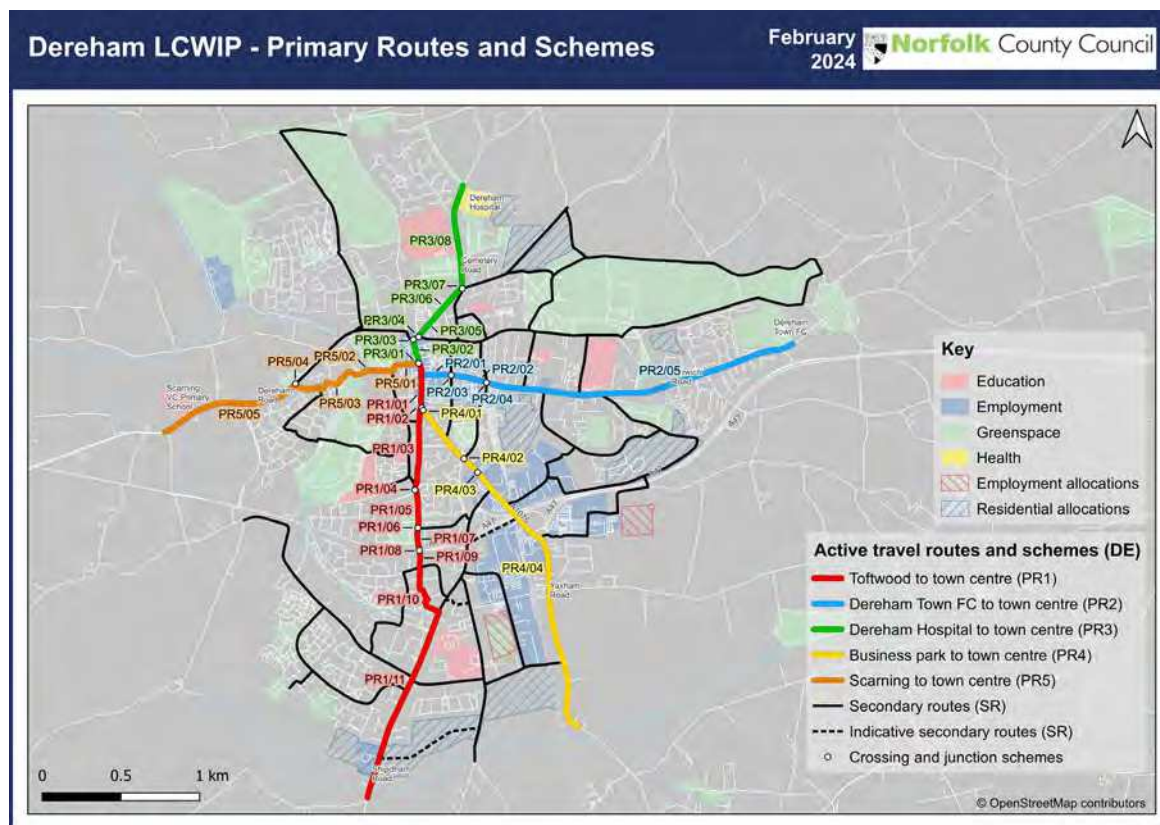 Dereham LCWIP - Primary Routes and Schemes
February
2024
Norfolk County Council
Dereham
Hospital
PR3/08
Cemetery
Road
PR3/07
PR3/06
PR3/04
PR3/05
PR3/03
PR3/02
PR3/01
Dereham
Town FC
PR5/04
PR5/02
PR2/01
PR2/02
PR2/05
Road
Scarning
VC Primary
School
Dereham
Road
PR5/01
PR2/03
PR2/04
PR5/03
PR5/05
PR1/01
PR4/01
PR1/02
PR1/03
PR4/02
PR1/04
PR4/03
PR1/05
PR1/06
PR1/07
PR1/08
PR1/09
PR4/04
Yaxham
Road
PR1/10
PR1/11
Shipdham
Road
Key
Education
Employment
Greenspace
Health
Employment allocations
Residential allocations
Active travel routes and schemes (DE)
Toftwood to town centre (PR1)
Dereham Town FC to town centre (PR2)
Dereham Hospital to town centre (PR3)
Business park to town centre (PR4)
Scarning to town centre (PR5)
Secondary routes (SR)
Indicative secondary routes (SR)
Crossing and junction schemes
0 0.5 1 km
© OpenStreetMap contributors